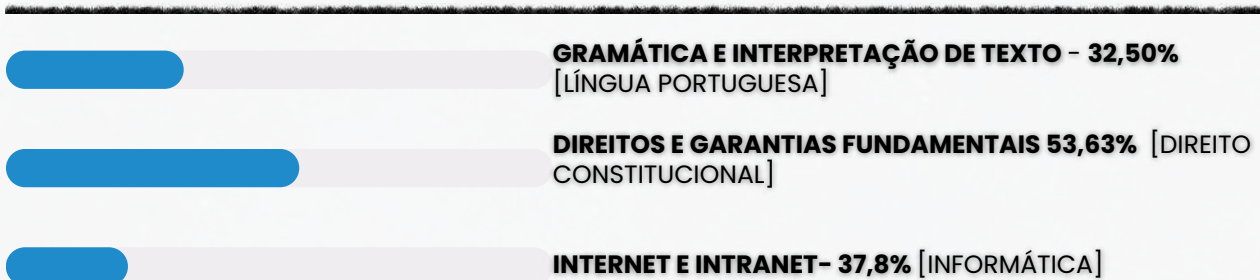 GRAMÁTICA E INTERPRETAÇÃO DE TEXTO - 32,50%
[LÍNGUA PORTUGUESA]
DIREITOS E GARANTIAS FUNDAMENTAIS 53,63% [DIREITO
CONSTITUCIONAL]
INTERNET E INTRANET- 37,8% [INFORMÁTICA]